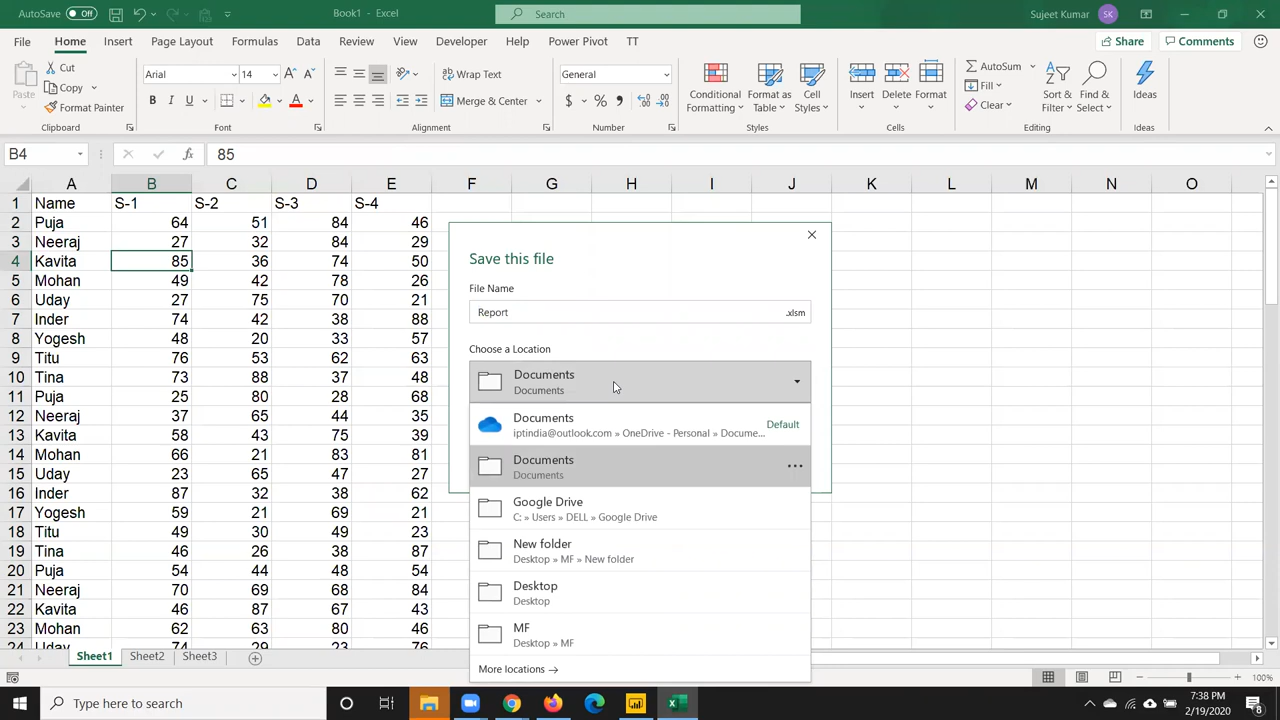 AutoSave Off Book1 - Excel Search Sujeet Kumar SK
File Home Insert Page Layout Formulas Data Review View Developer Help Power Pivot TT Share Comments
Paste
Cut
Copy
Format Painter
Clipboard
Arial 14
B I U
Font
Wrap Text
Merge & Center
Alignment
General
$ % ,
Number
Conditional Formatting
Format as Table
Cell Styles
Styles
Insert Delete Format
Cells
AutoSum
Fill
Clear
Sort & Filter
Find & Select
Editing
Ideas
Ideas
B4 fx 85
A B C D E F G H I J K L M N O
1 Name S-1 S-2 S-3 S-4
2 Puja 64 51 84 46
3 Neeraj 27 32 84 29
4 Kavita 85 36 74 50
5 Mohan 49 42 78 26
6 Uday 27 75 70 21
7 Inder 74 42 38 88
8 Yogesh 48 20 33 57
9 Titu 76 53 62 63
10 Tina 73 88 37 48
11 Puja 25 80 28 68
12 Neeraj 37 65 44 35
13 Kavita 58 43 75 39
14 Mohan 66 21 83 81
15 Uday 23 65 47 27
16 Inder 87 32 38 62
17 Yogesh 59 21 69 21
18 Titu 49 30 49 23
19 Tina 46 26 38 87
20 Puja 54 44 48 54
21 Neeraj 70 69 68 84
22 Kavita 46 87 67 43
23 Mohan 62 63 80 46
24 Uday 74 29 23 76
Save this file
File Name
Report .xlsm
Choose a Location
Documents
Documents
Documents
iptindia@outlook.com » OneDrive - Personal » Docume... Default
Documents
Documents
Google Drive
C: » Users » DELL » Google Drive
New folder
Desktop » MF » New folder
Desktop
Desktop
MF
Desktop » MF
More locations →
Sheet1 Sheet2 Sheet3
100%
Type here to search
7:38 PM
2/19/2020
8